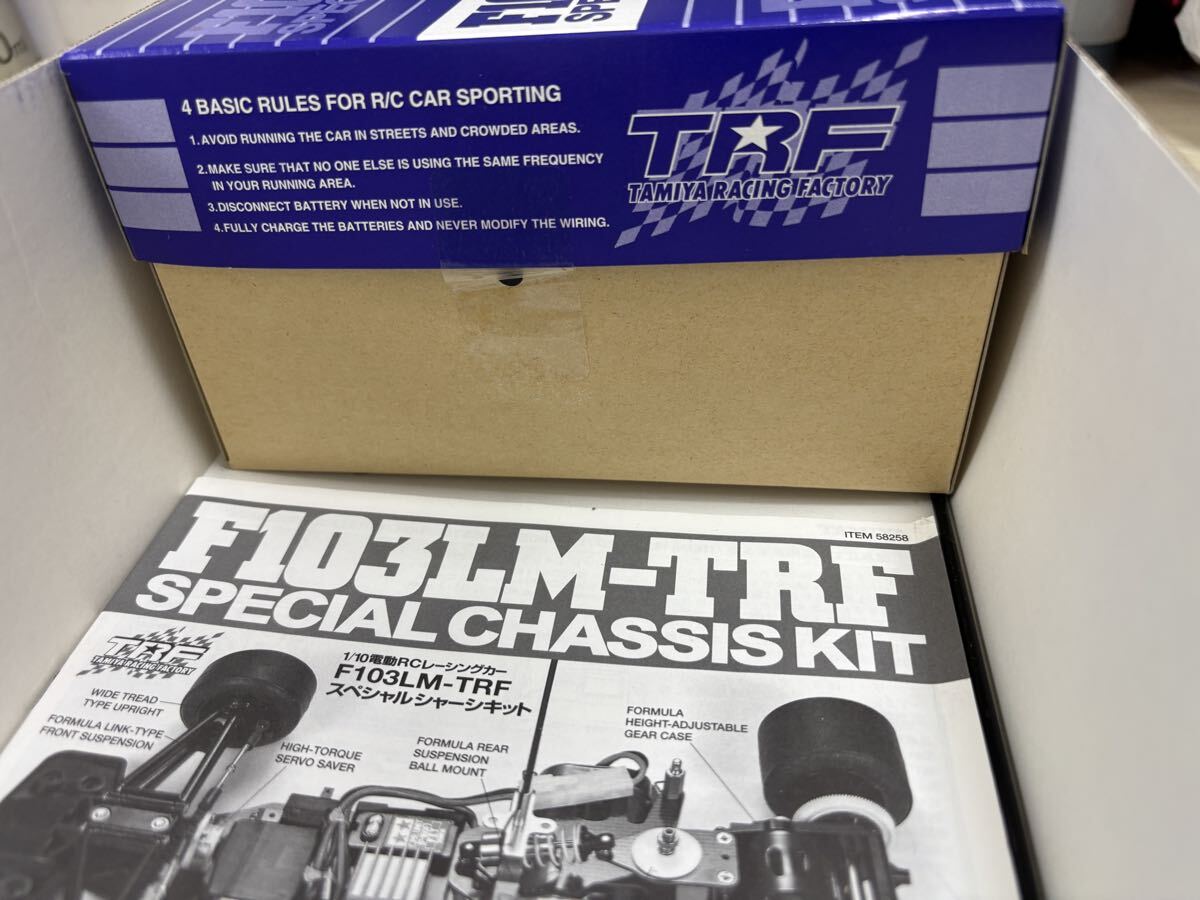 4 BASIC RULES FOR R/C CAR SPORTING
1.AVOID RUNNING THE CAR IN STREETS AND CROWDED AREAS.
2.MAKE SURE THAT NO ONE ELSE IS USING THE SAME FREQUENCY
IN YOUR RUNNING AREA.
3.DISCONNECT BATTERY WHEN NOT IN USE.
4.FULLY CHARGE THE BATTERIES AND NEVER MODIFY THE WIRING.
TRF
TAMIYA RACING FACTORY
ITEM 58258
F103LM-TRF
SPECIAL CHASSIS KIT
TRF
TAMIYA RACING FACTORY
1/10電動RCレーシングカー
F103LM-TRF
スペシャルシャーシキット
WIDE TREAD
TYPE UPRIGHT
FORMULA LINK-TYPE
FRONT SUSPENSION
HIGH-TORQUE
SERVO SAVER
FORMULA REAR
SUSPENSION
BALL MOUNT
FORMULA
HEIGHT-ADJUSTABLE
GEAR CASE